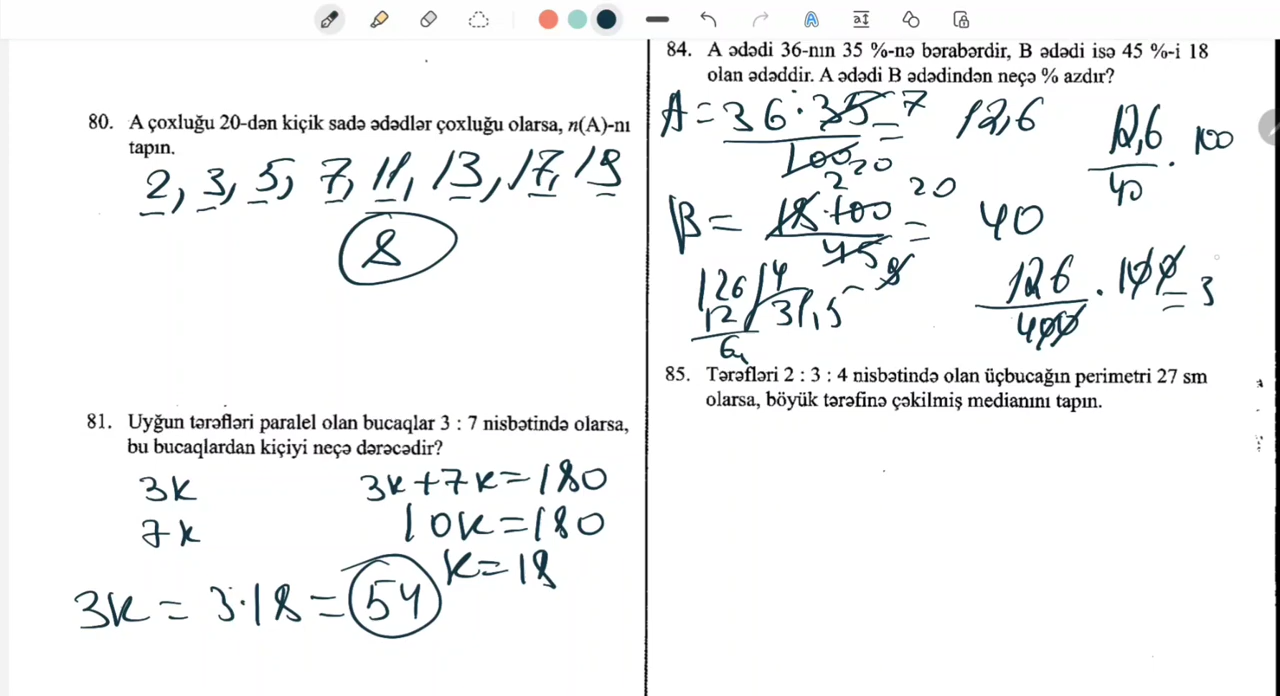 80. A çoxluğu 20-dən kiçik sadə ədədlər çoxluğu olarsa, n(A)-nı
tapın.
2, 3, 5, 7, 11, 13, 17, 19
8
81. Uyğun tərəfləri paralel olan bucaqlar 3 : 7 nisbətində olarsa,
bu bucaqlardan kiçiyi neçə dərəcədir?
3k 3k+7k=180
7k 10k=180
k=18
3k = 3·18 = 54
84. A ədədi 36-nın 35 %-nə bərabərdir, B ədədi isə 45 %-i 18
olan ədəddir. A ədədi B ədədindən neçə % azdır?
A = 36·35 7 = 12,6 12,6 · 100
100 20 40
B = 2 18·100 20 = 40
45 9
126 4 126 · 100 = 3
12 31,5 400
6
85. Tərəfləri 2 : 3 : 4 nisbətində olan üçbucağın perimetri 27 sm
olarsa, böyük tərəfinə çəkilmiş medianını tapın.